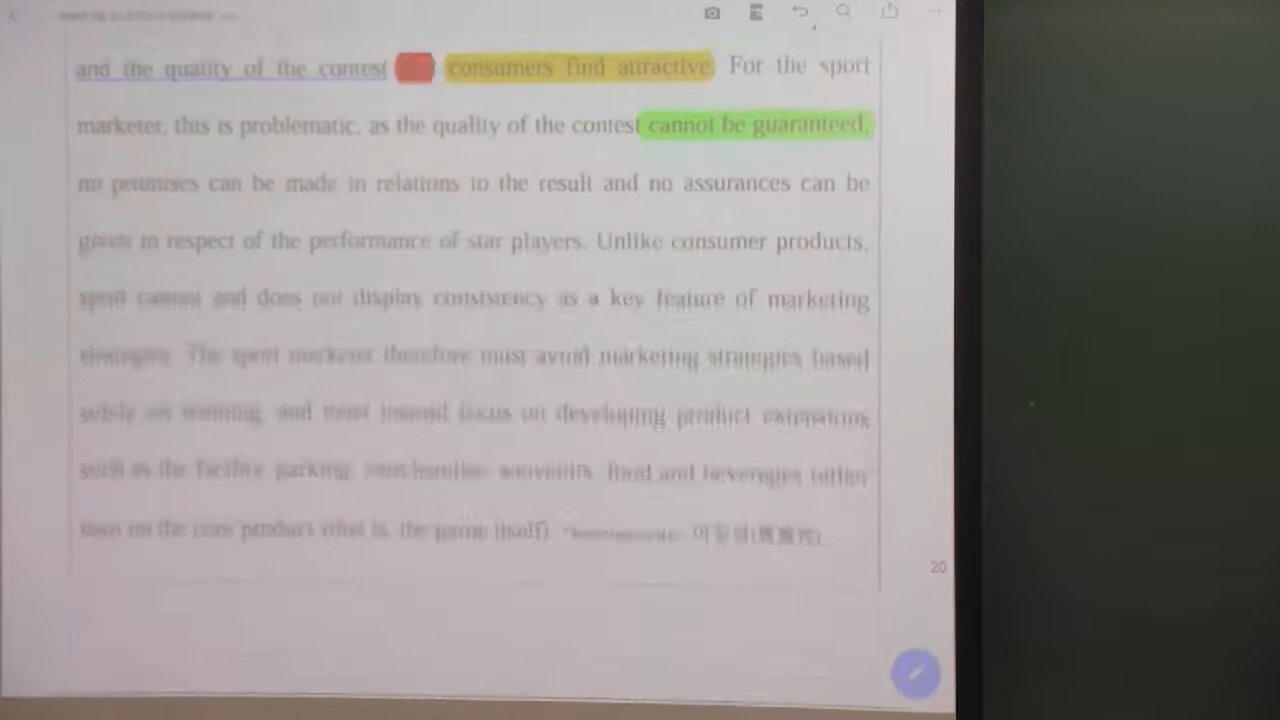 and the quality of the contest consumers find attractive. For the sport
marketer, this is problematic, as the quality of the contest cannot be guaranteed,
no promises can be made in relations to the result and no assurances can be
given in respect of the performance of star players. Unlike consumer products,
sport cannot and does not display consistency as a key feature of marketing
strategies. The sport marketer therefore must avoid marketing strategies based
solely on winning, and must instead focus on developing product extensions
such as the facility, parking, merchandise, souvenirs, food and beverages rather
than on the core product (that is, the game itself).
20